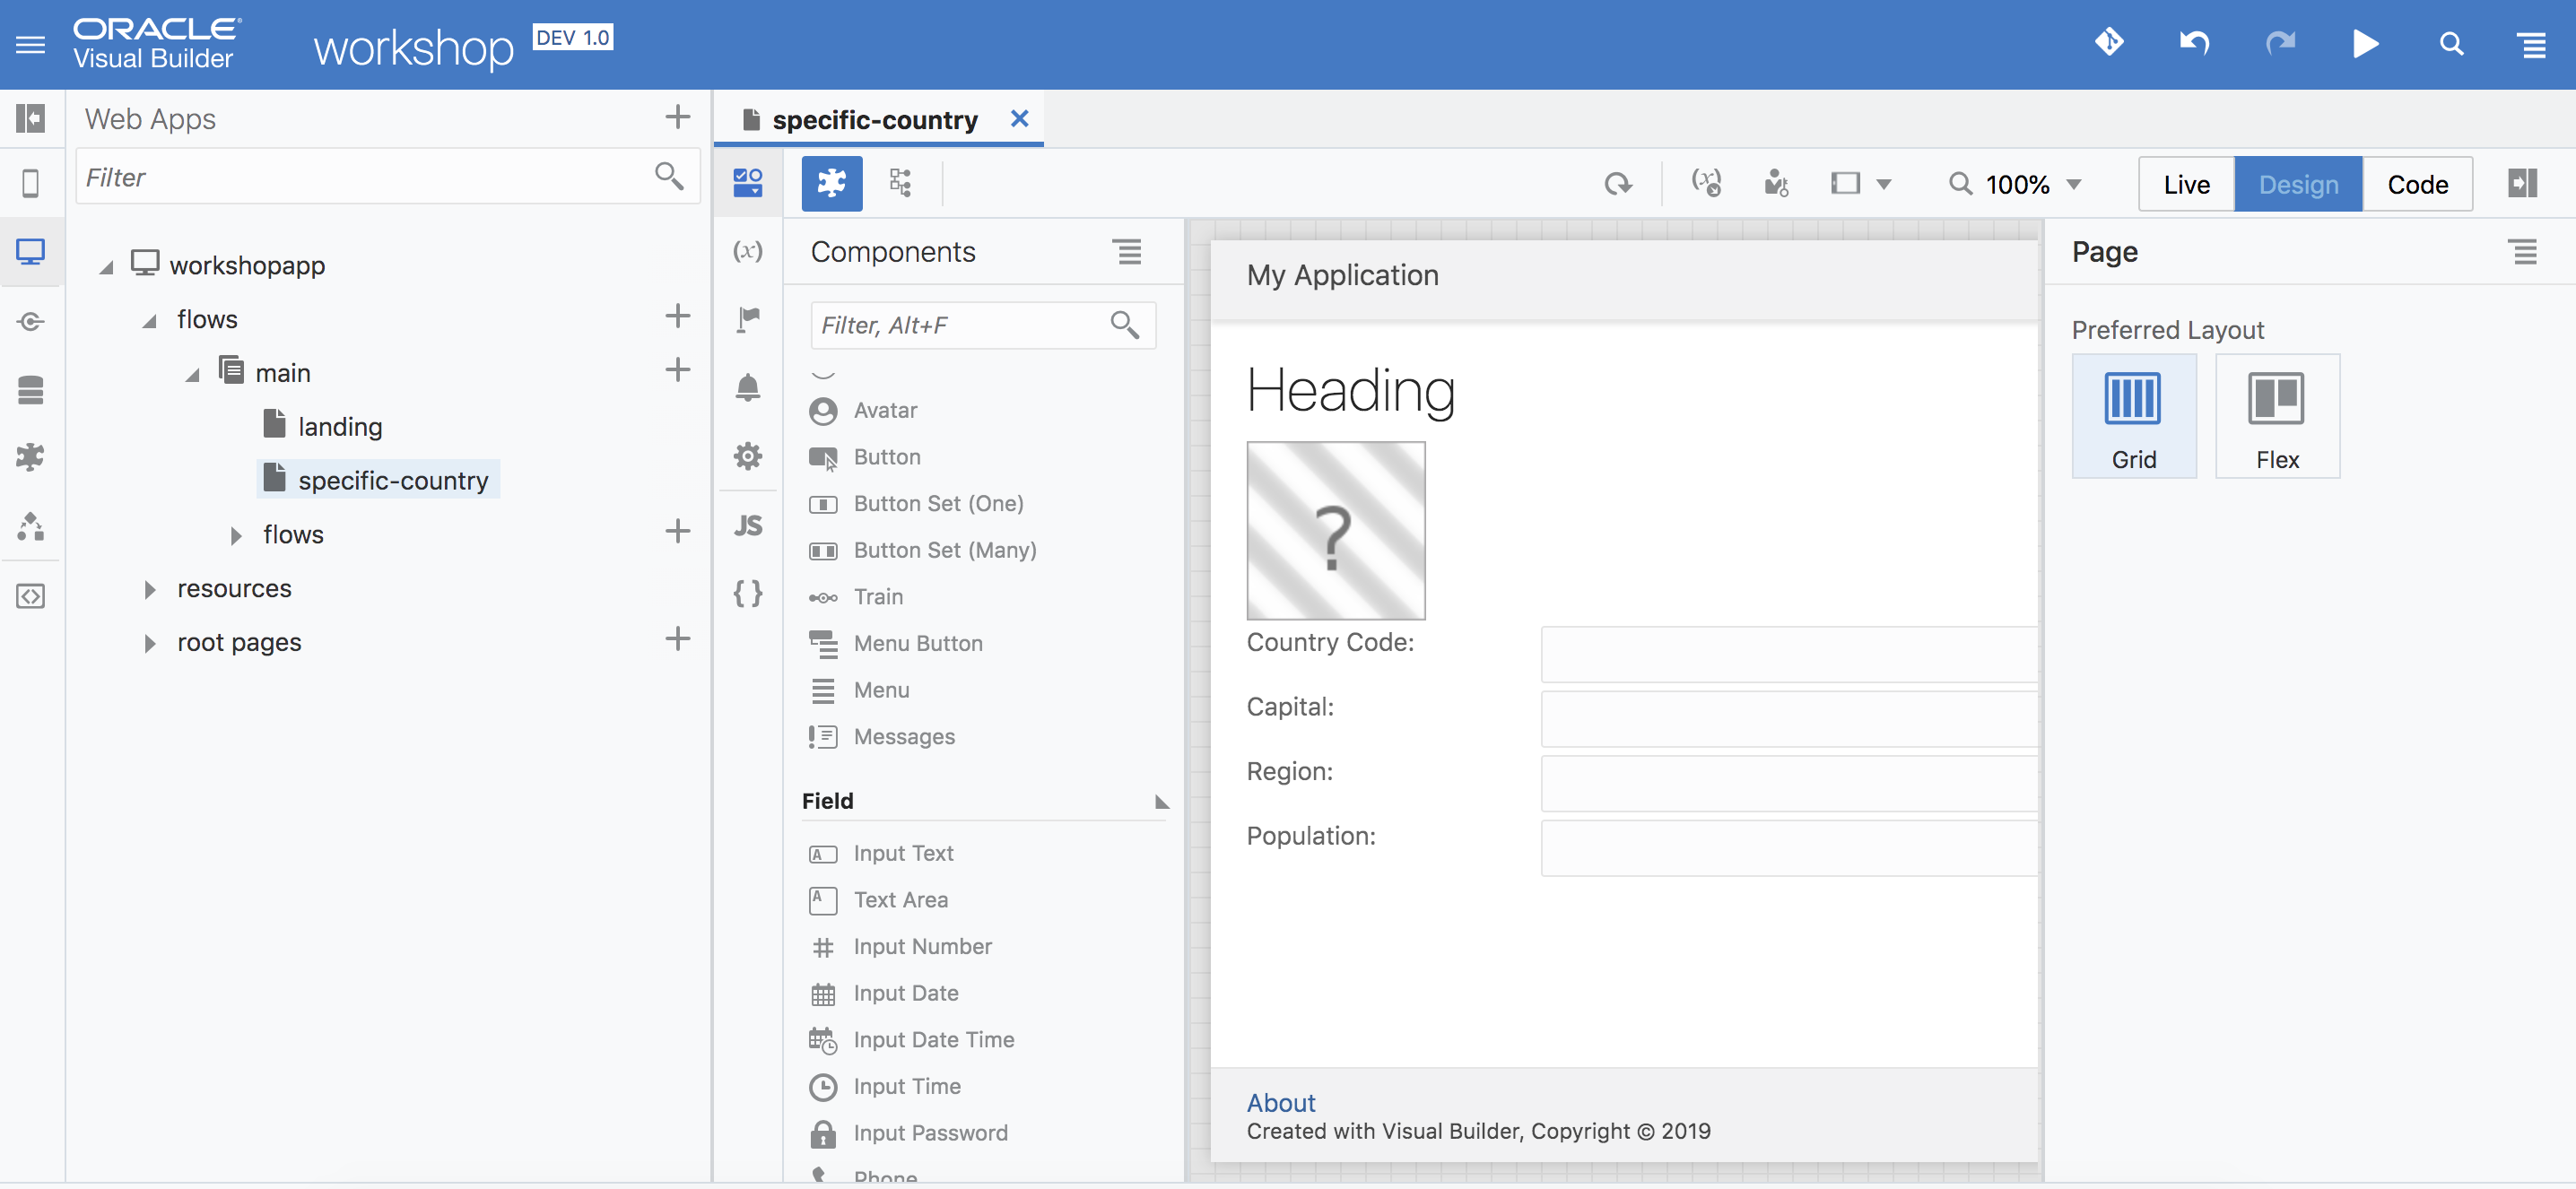 ORACLE
Visual Builder
workshop
DEV 1.0
Web Apps
Filter
workshopapp
flows
main
landing
specific-country
flows
resources
root pages
specific-country
100%
Live
Design
Code
(x)
JS
{ }
Components
Filter, Alt+F
Avatar
Button
Button Set (One)
Button Set (Many)
Train
Menu Button
Menu
Messages
Field
Input Text
Text Area
Input Number
Input Date
Input Date Time
Input Time
Input Password
Phone
My Application
Heading
?
Country Code:
Capital:
Region:
Population:
About
Created with Visual Builder, Copyright © 2019
Page
Preferred Layout
Grid
Flex